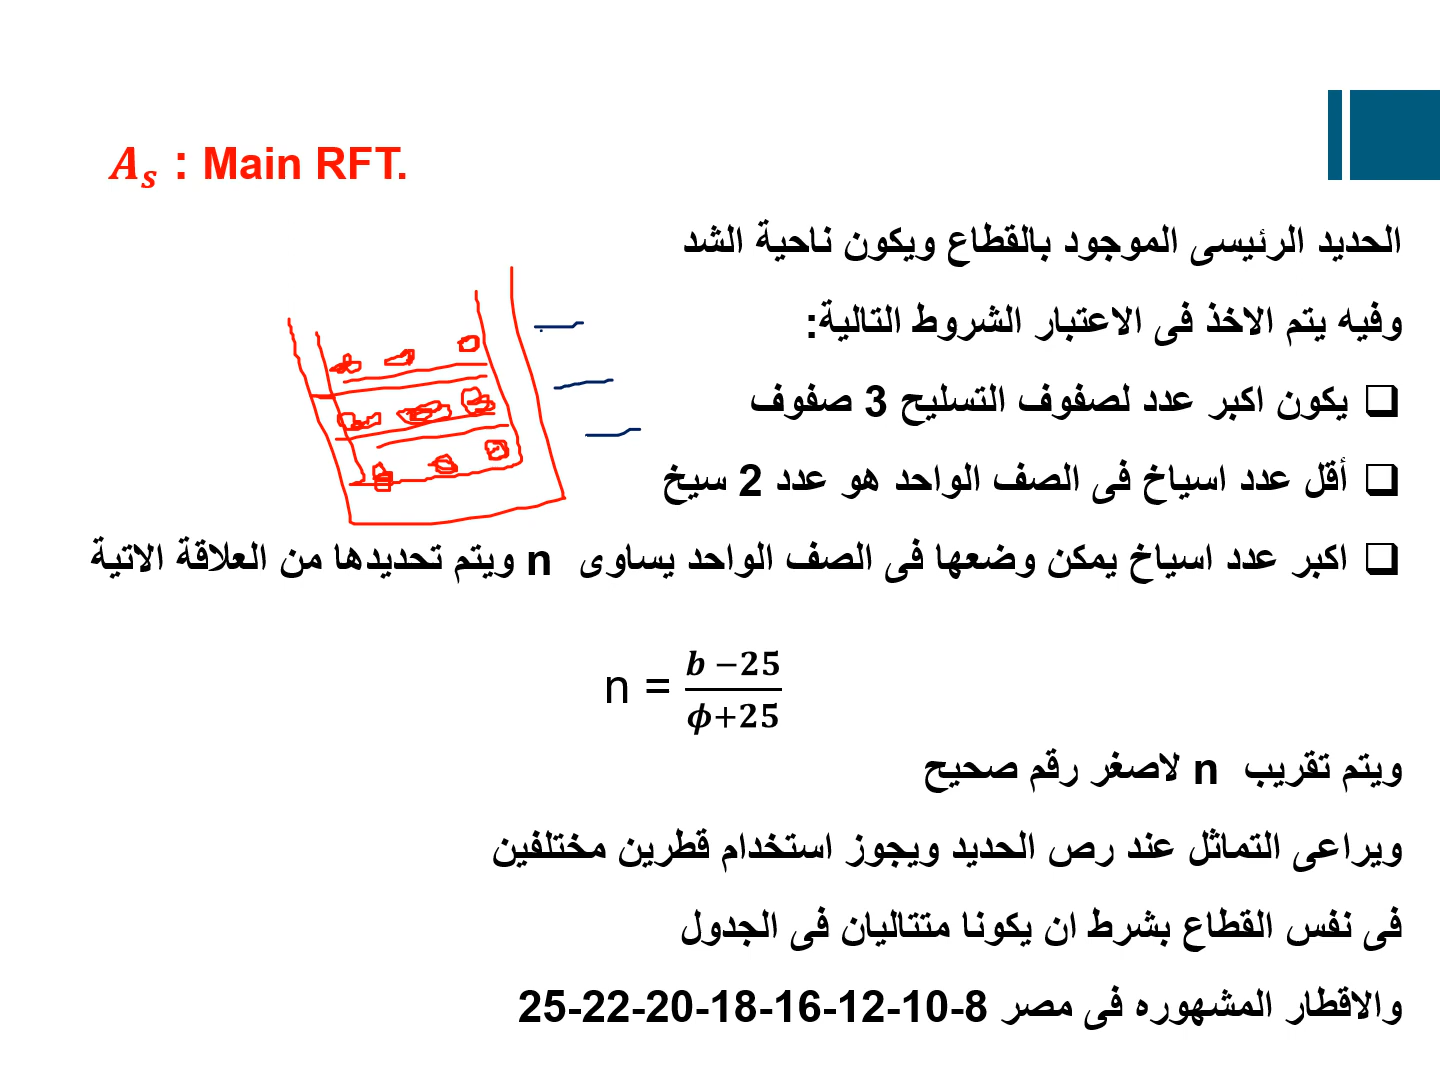 A_s : Main RFT.
الحديد الرئيسى الموجود بالقطاع ويكون ناحية الشد
وفيه يتم الاخذ فى الاعتبار الشروط التالية:
❑ يكون اكبر عدد لصفوف التسليح 3 صفوف
❑ أقل عدد اسياخ فى الصف الواحد هو عدد 2 سيخ
❑ اكبر عدد اسياخ يمكن وضعها فى الصف الواحد يساوى n ويتم تحديدها من العلاقة الاتية
n = (b −25)/(ϕ+25)
ويتم تقريب n لاصغر رقم صحيح
ويراعى التماثل عند رص الحديد ويجوز استخدام قطرين مختلفين
فى نفس القطاع بشرط ان يكونا متتاليان فى الجدول
والاقطار المشهوره فى مصر 8-10-12-16-18-20-22-25